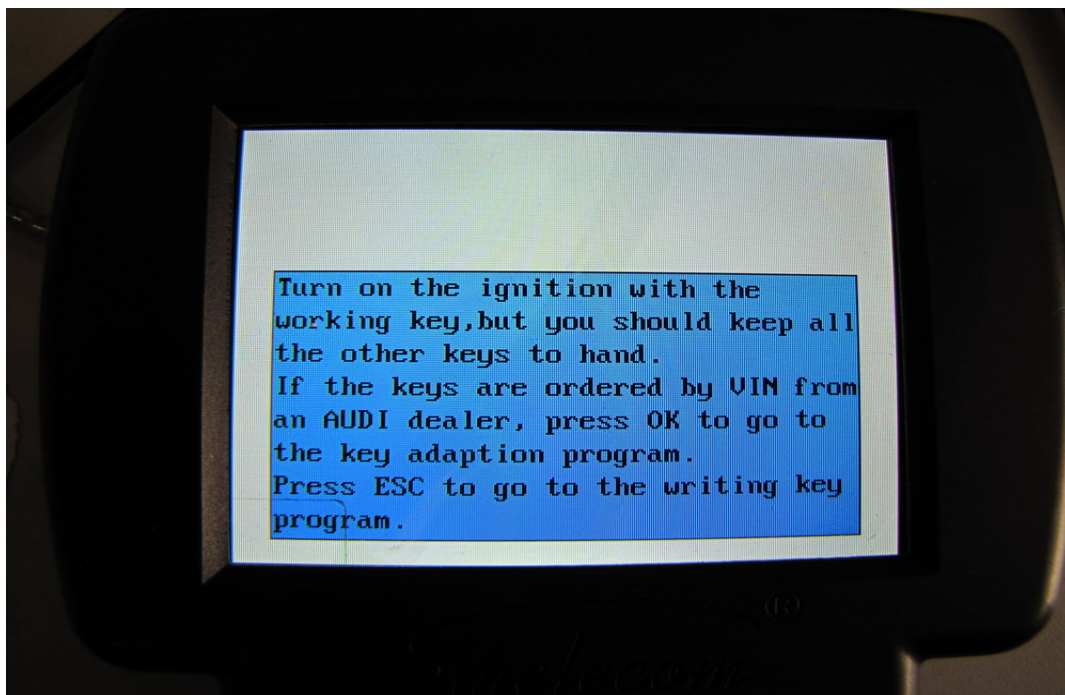 Turn on the ignition with the
working key,but you should keep all
the other keys to hand.
If the keys are ordered by VIN from
an AUDI dealer, press OK to go to
the key adaption program.
Press ESC to go to the writing key
program.
(R)